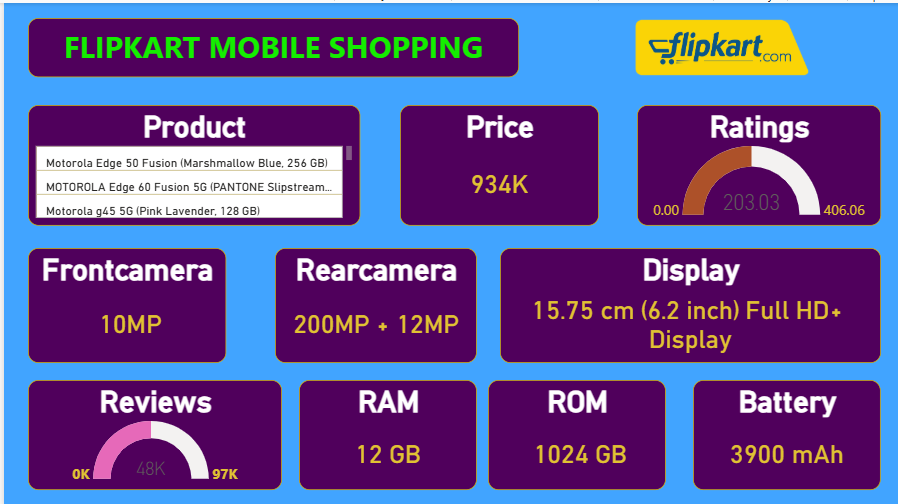 FLIPKART MOBILE SHOPPING
flipkart.com
Product
Motorola Edge 50 Fusion (Marshmallow Blue, 256 GB)
MOTOROLA Edge 60 Fusion 5G (PANTONE Slipstream...
Motorola g45 5G (Pink Lavender, 128 GB)
Price
934K
Ratings
203.03
0.00
406.06
Frontcamera
10MP
Rearcamera
200MP + 12MP
Display
15.75 cm (6.2 inch) Full HD+
Display
Reviews
48K
0K
97K
RAM
12 GB
ROM
1024 GB
Battery
3900 mAh